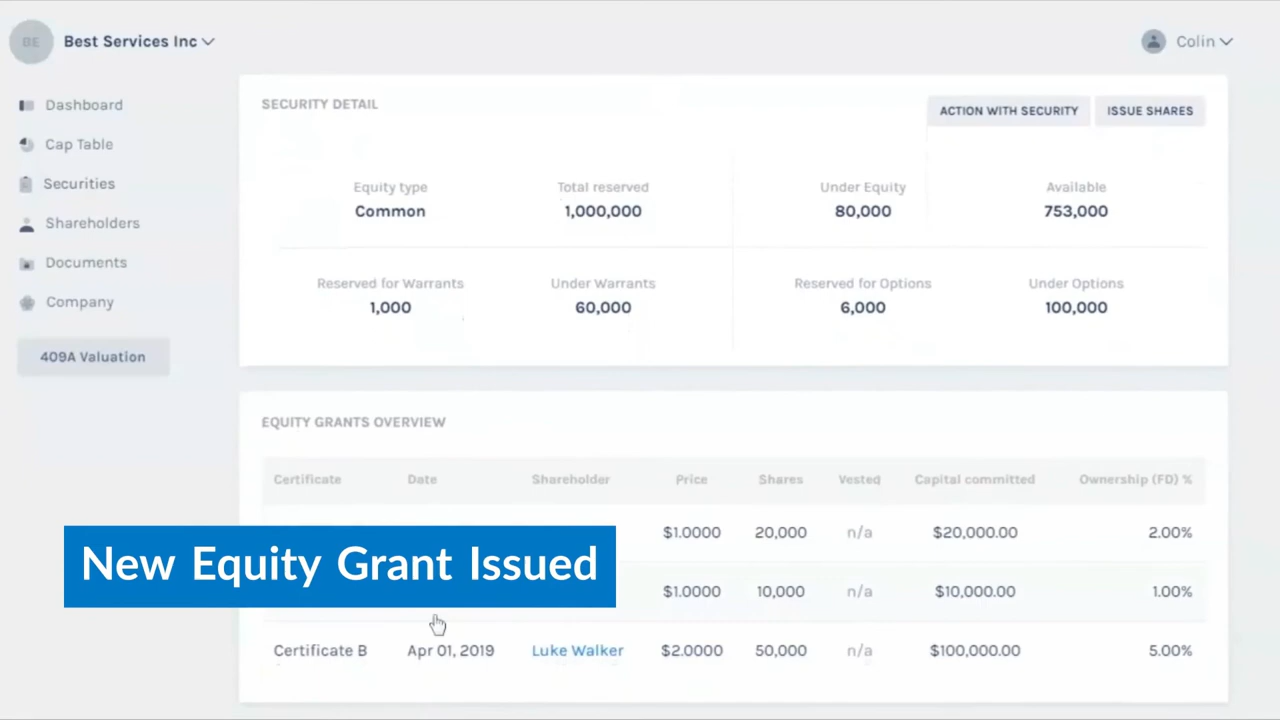 BE Best Services Inc
Colin
Dashboard
Cap Table
Securities
Shareholders
Documents
Company
409A Valuation
SECURITY DETAIL
ACTION WITH SECURITY ISSUE SHARES
Equity type Total reserved Under Equity Available
Common 1,000,000 80,000 753,000
Reserved for Warrants Under Warrants Reserved for Options Under Options
1,000 60,000 6,000 100,000
EQUITY GRANTS OVERVIEW
Certificate Date Shareholder Price Shares Vested Capital committed Ownership (FD) %
$1.0000 20,000 n/a $20,000.00 2.00%
New Equity Grant Issued
$1.0000 10,000 n/a $10,000.00 1.00%
Certificate B Apr 01, 2019 Luke Walker $2.0000 50,000 n/a $100,000.00 5.00%